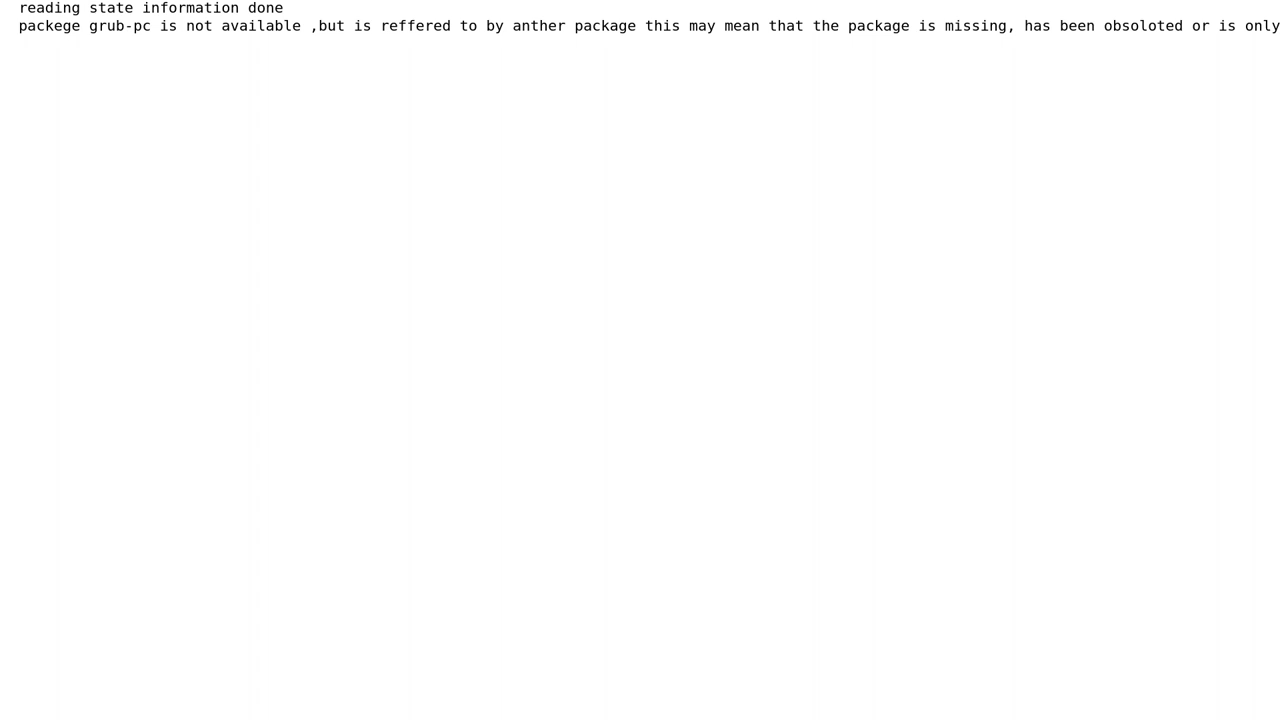 reading state information done
packege grub-pc is not available ,but is reffered to by anther package this may mean that the package is missing, has been obsoloted or is only